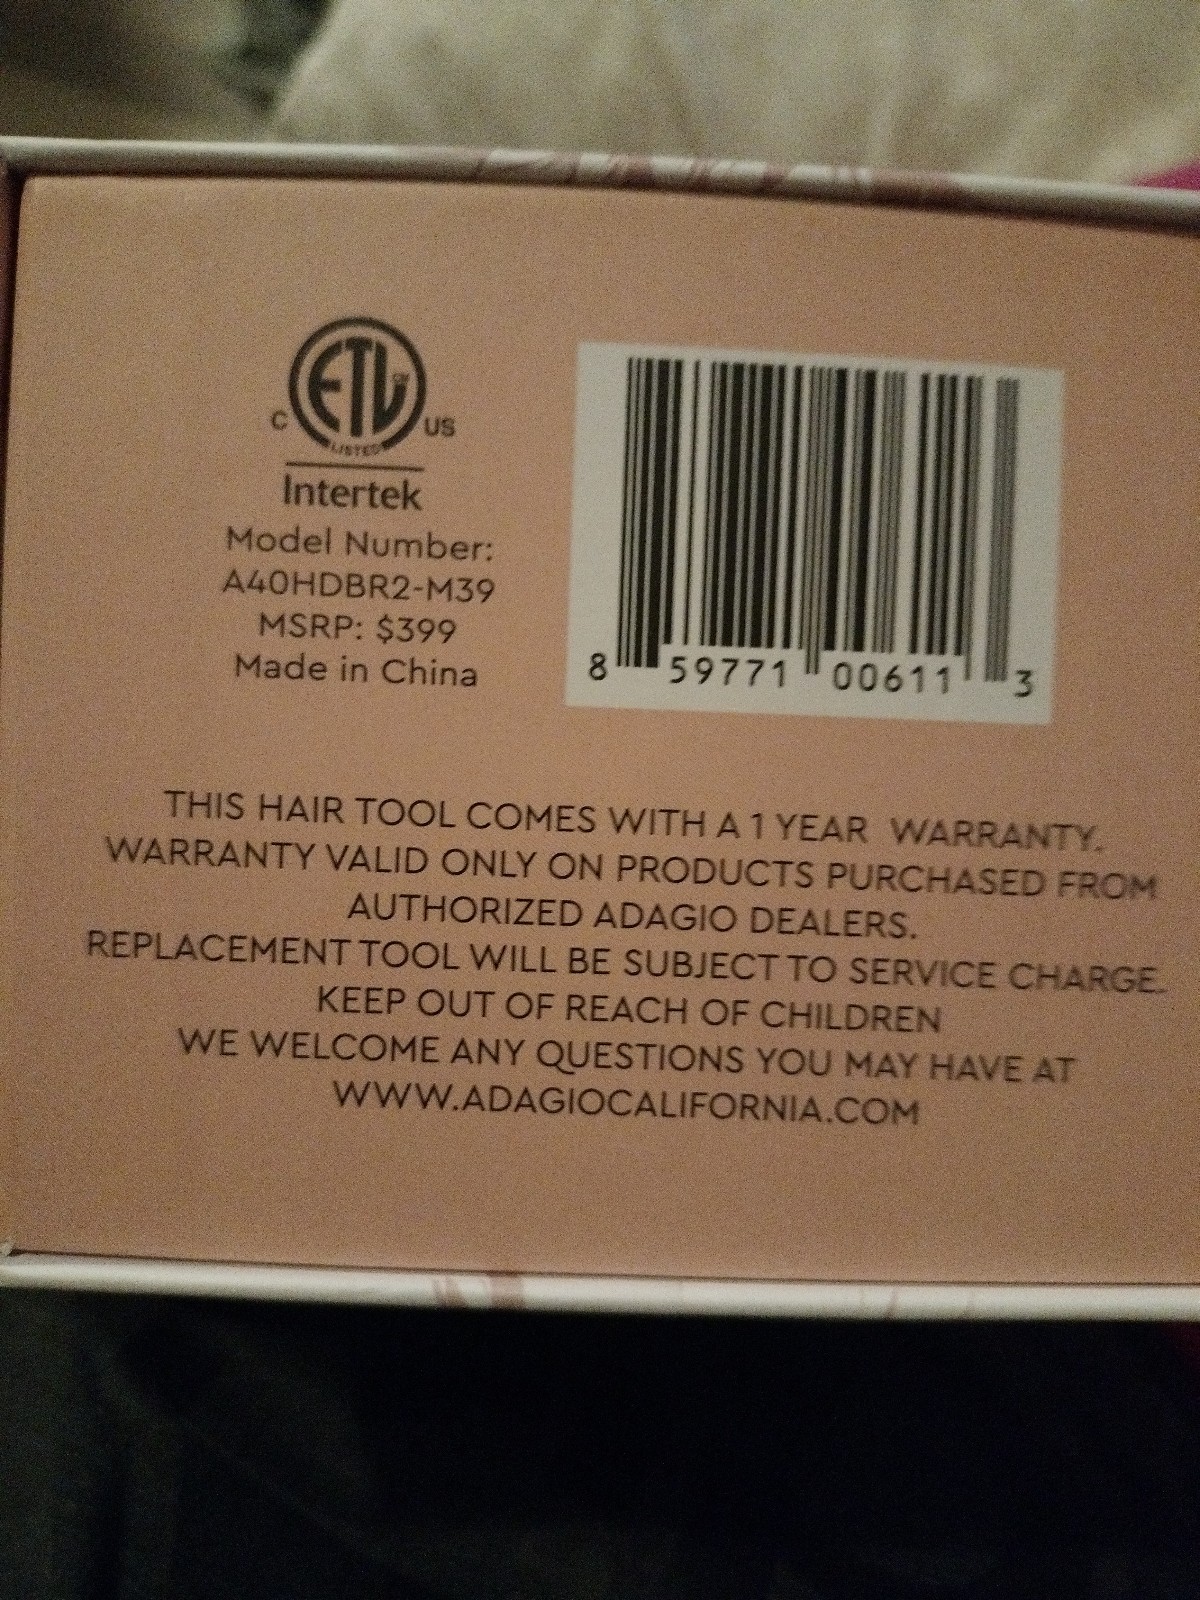 ETL
CM
C US
LISTED
Intertek
Model Number:
A40HDBR2-M39
MSRP: $399
Made in China
8 59771 00611 3
THIS HAIR TOOL COMES WITH A 1 YEAR WARRANTY.
WARRANTY VALID ONLY ON PRODUCTS PURCHASED FROM
AUTHORIZED ADAGIO DEALERS.
REPLACEMENT TOOL WILL BE SUBJECT TO SERVICE CHARGE.
KEEP OUT OF REACH OF CHILDREN
WE WELCOME ANY QUESTIONS YOU MAY HAVE AT
WWW.ADAGIOCALIFORNIA.COM